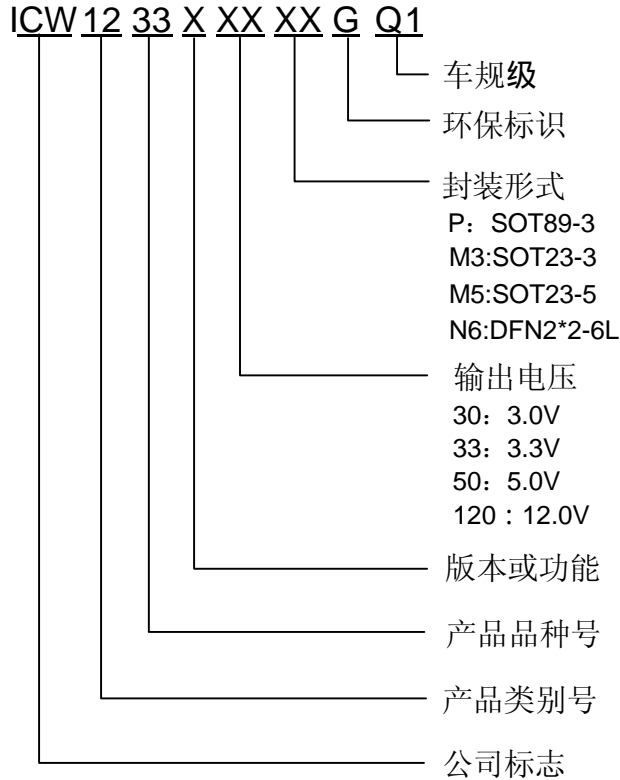 ICW 12 33 X XX XX G Q1
车规级
环保标识
封装形式
P：SOT89-3
M3:SOT23-3
M5:SOT23-5
N6:DFN2*2-6L
输出电压
30：3.0V
33：3.3V
50：5.0V
120 : 12.0V
版本或功能
产品品种号
产品类别号
公司标志